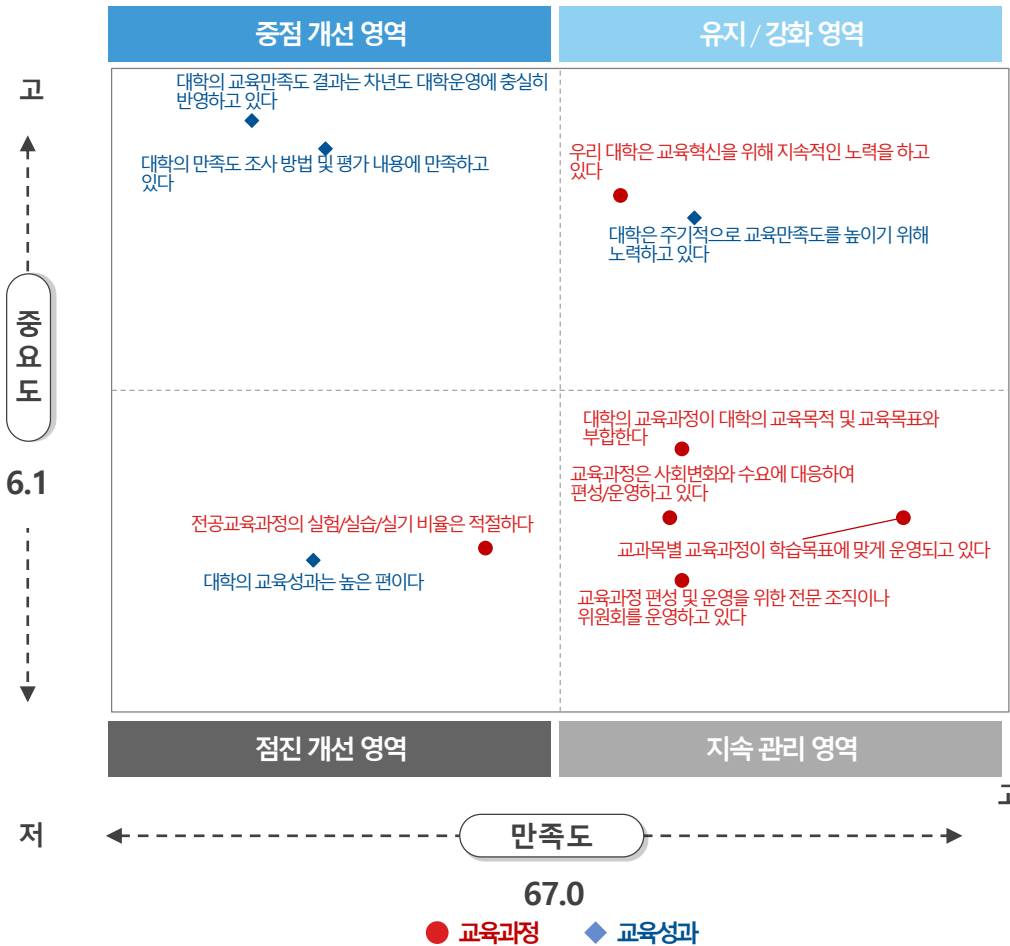 중점 개선 영역
유지 / 강화 영역
고
대학의 교육만족도 결과는 차년도 대학운영에 충실히
반영하고 있다
대학의 만족도 조사 방법 및 평가 내용에 만족하고
있다
우리 대학은 교육혁신을 위해 지속적인 노력을 하고
있다
대학은 주기적으로 교육만족도를 높이기 위해
노력하고 있다
중
요
도
6.1
대학의 교육과정이 대학의 교육목적 및 교육목표와
부합한다
교육과정은 사회변화와 수요에 대응하여
편성/운영하고 있다
전공교육과정의 실험/실습/실기 비율은 적절하다
교과목별 교육과정이 학습목표에 맞게 운영되고 있다
대학의 교육성과는 높은 편이다
교육과정 편성 및 운영을 위한 전문 조직이나
위원회를 운영하고 있다
점진 개선 영역
지속 관리 영역
고
저
만족도
67.0
교육과정
교육성과